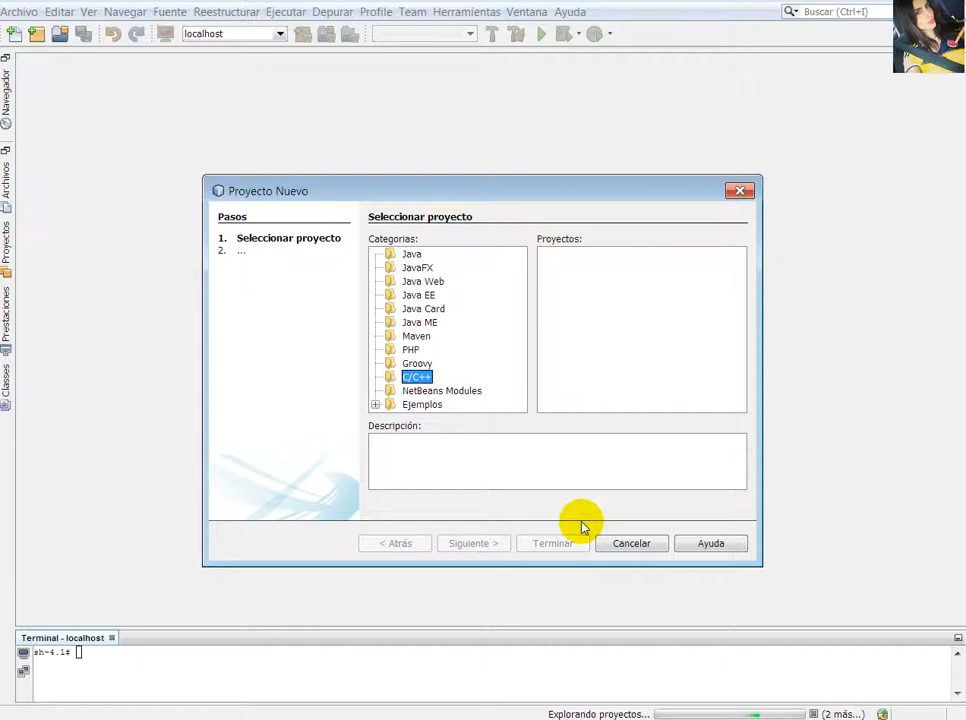 Archivo Editar Ver Navegar Fuente Reestructurar Ejecutar Depurar Profile Team Herramientas Ventana Ayuda
Buscar (Ctrl+I)
localhost
Navegador
Archivos
Proyectos
Prestaciones
Classes
Proyecto Nuevo
Pasos
1. Seleccionar proyecto
2. ...
Seleccionar proyecto
Categorias:
Proyectos:
Java
JavaFX
Java Web
Java EE
Java Card
Java ME
Maven
PHP
Groovy
C/C++
NetBeans Modules
Ejemplos
Descripción:
< Atrás
Siguiente >
Terminar
Cancelar
Ayuda
Terminal - localhost
sh-4.1#
Explorando proyectos...
(2 más...)